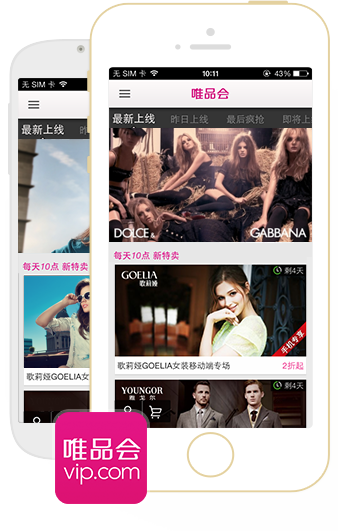 无 SIM 卡
最新上线
昨
每天10点 新特卖
歌莉娅GOELIA女装
无 SIM 卡
10:11
43%
唯品会
最新上线
昨日上线
最后疯抢
即将上
DOLCE
&
GABBANA
每天10点 新特卖
GOELIA
歌莉娅
剩4天
手机专享
歌莉娅GOELIA女装移动端专场
2折起
YOUNGOR
雅戈尔
剩4天
唯品会
vip.com